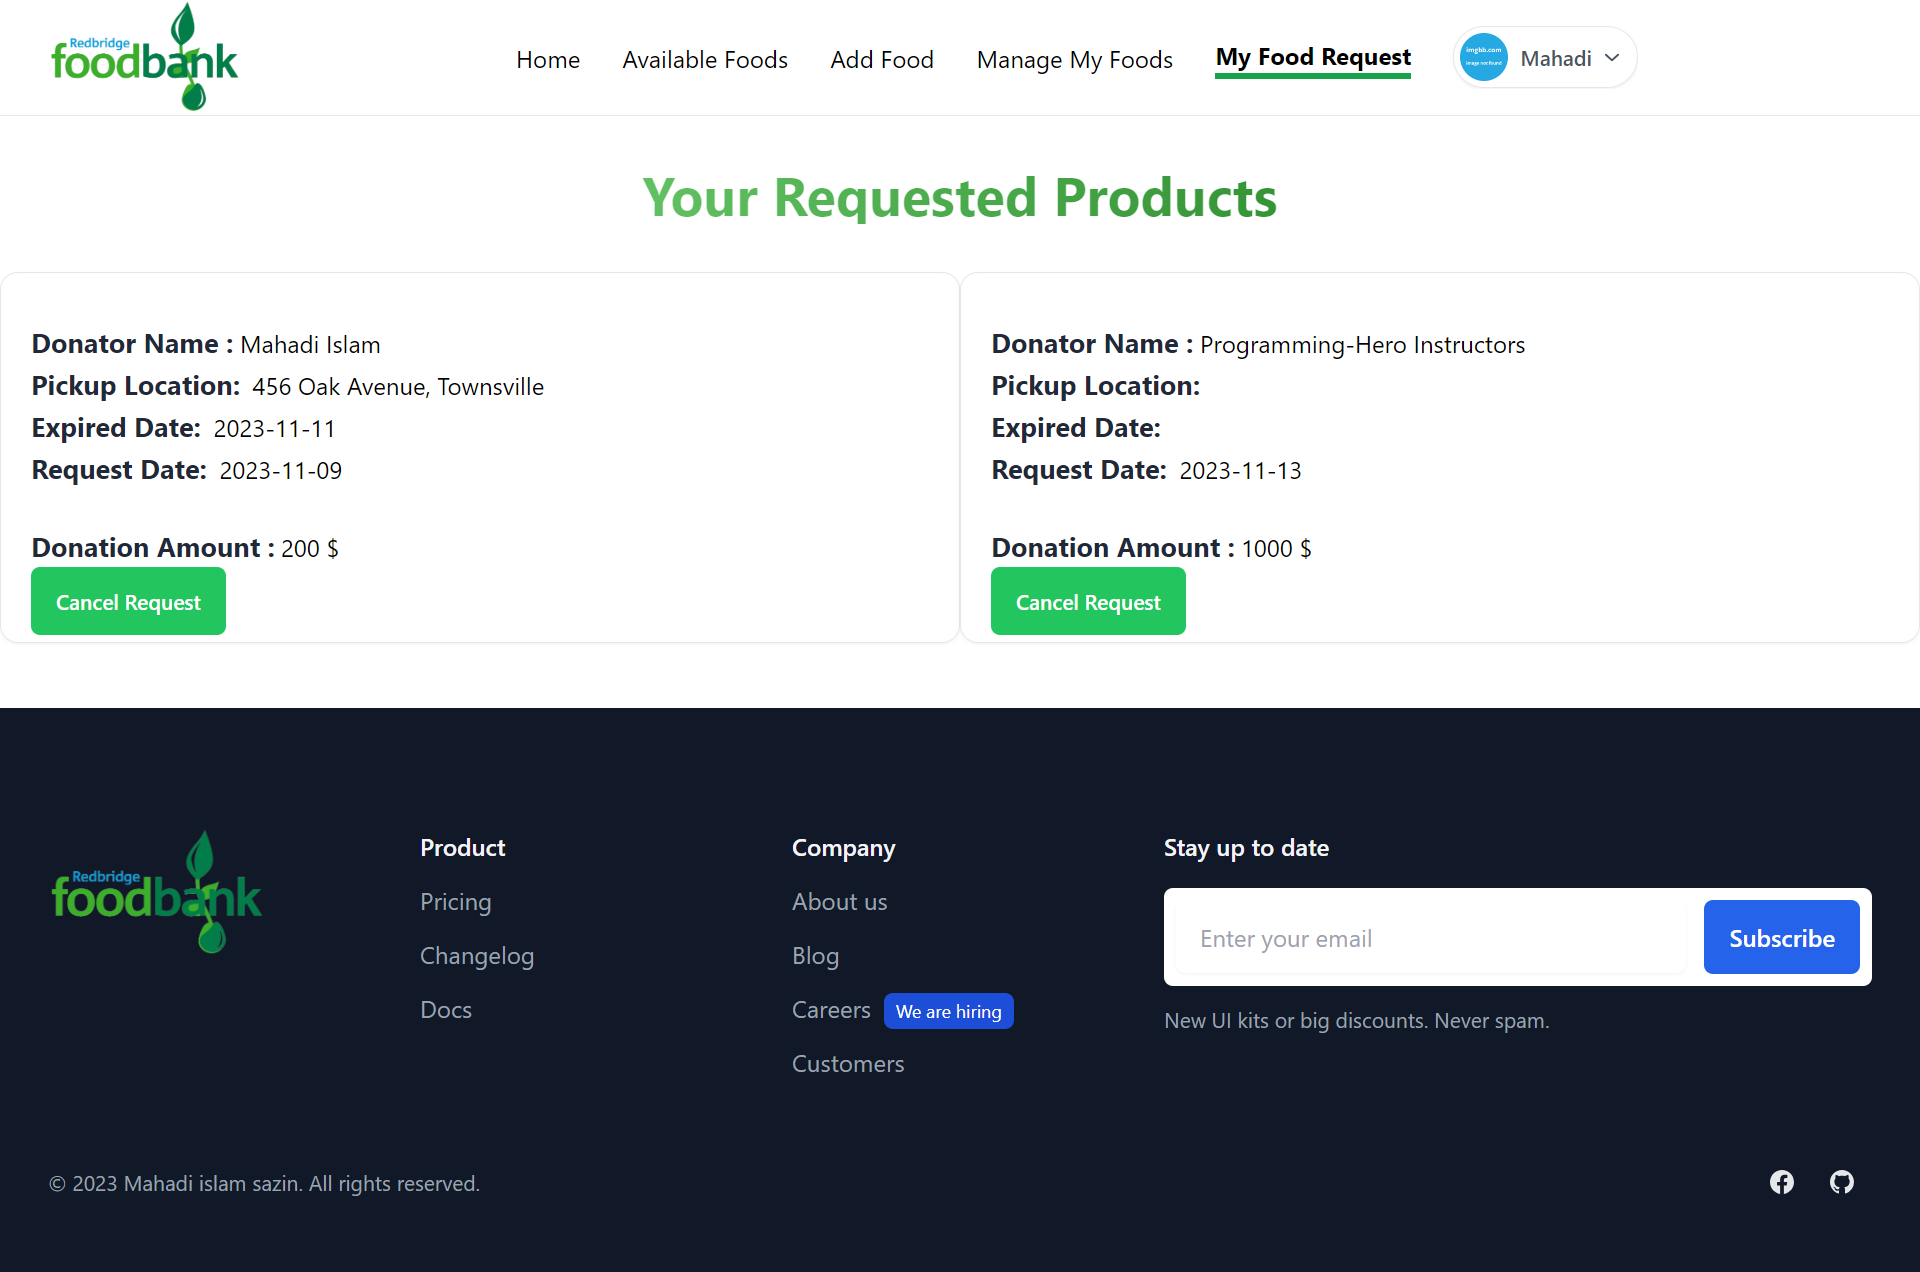 Redbridge
foodbank
Home
Available Foods
Add Food
Manage My Foods
My Food Request
imgbb.com
image not found
Mahadi
Your Requested Products
Donator Name : Mahadi Islam
Pickup Location: 456 Oak Avenue, Townsville
Expired Date: 2023-11-11
Request Date: 2023-11-09
Donation Amount : 200 $
Cancel Request
Donator Name : Programming-Hero Instructors
Pickup Location:
Expired Date:
Request Date: 2023-11-13
Donation Amount : 1000 $
Cancel Request
Redbridge
foodbank
Product
Pricing
Changelog
Docs
Company
About us
Blog
Careers We are hiring
Customers
Stay up to date
Enter your email
Subscribe
New UI kits or big discounts. Never spam.
© 2023 Mahadi islam sazin. All rights reserved.